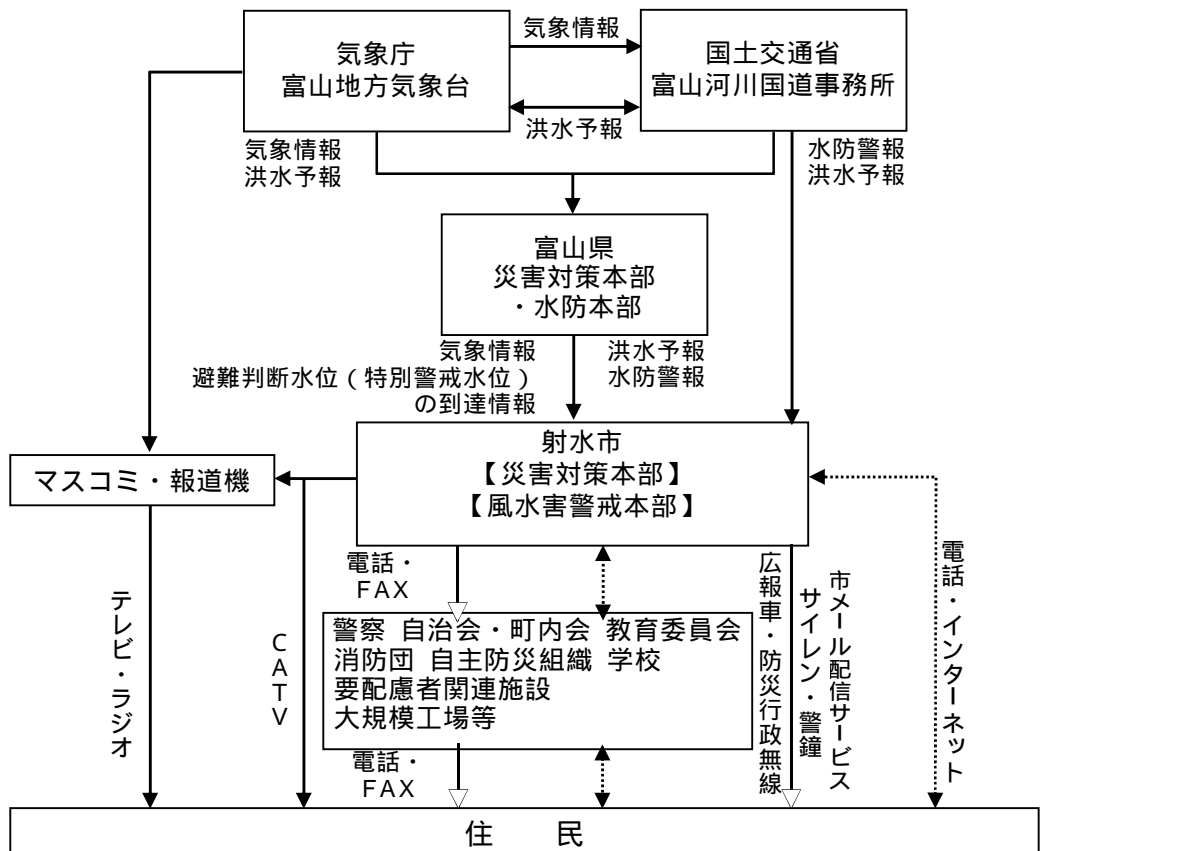 気象庁
富山地方気象台
気象情報
洪水予報
国土交通省
富山河川国道事務所
気象情報
洪水予報
水防警報
洪水予報
富山県
災害対策本部
・水防本部
気象情報
避難判断水位（特別警戒水位）
の到達情報
洪水予報
水防警報
射水市
【災害対策本部】
【風水害警戒本部】
マスコミ・報道機
電話・
FAX
警察 自治会・町内会 教育委員会
消防団 自主防災組織 学校
要配慮者関連施設
大規模工場等
電話・
FAX
テレビ・ラジオ
CATV
広報車・防災行政無線
サイレン・警鐘
市メール配信サービス
電話・インターネット
住　民